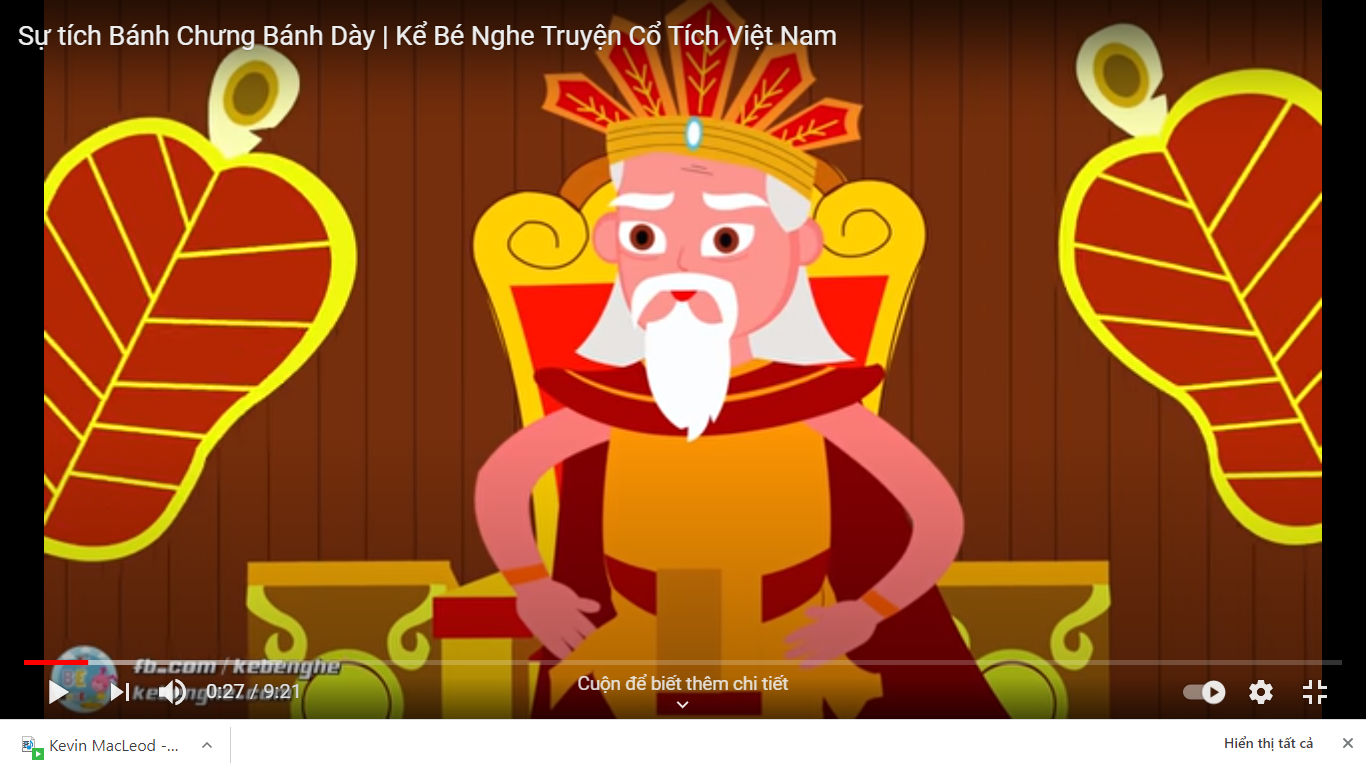 Sự tích Bánh Chưng Bánh Dày | Kể Bé Nghe Truyện Cổ Tích Việt Nam
fb.com/kebenghe
0:27 / 9:21
Cuộn để biết thêm chi tiết
Kevin MacLeod -...
Hiển thị tất cả